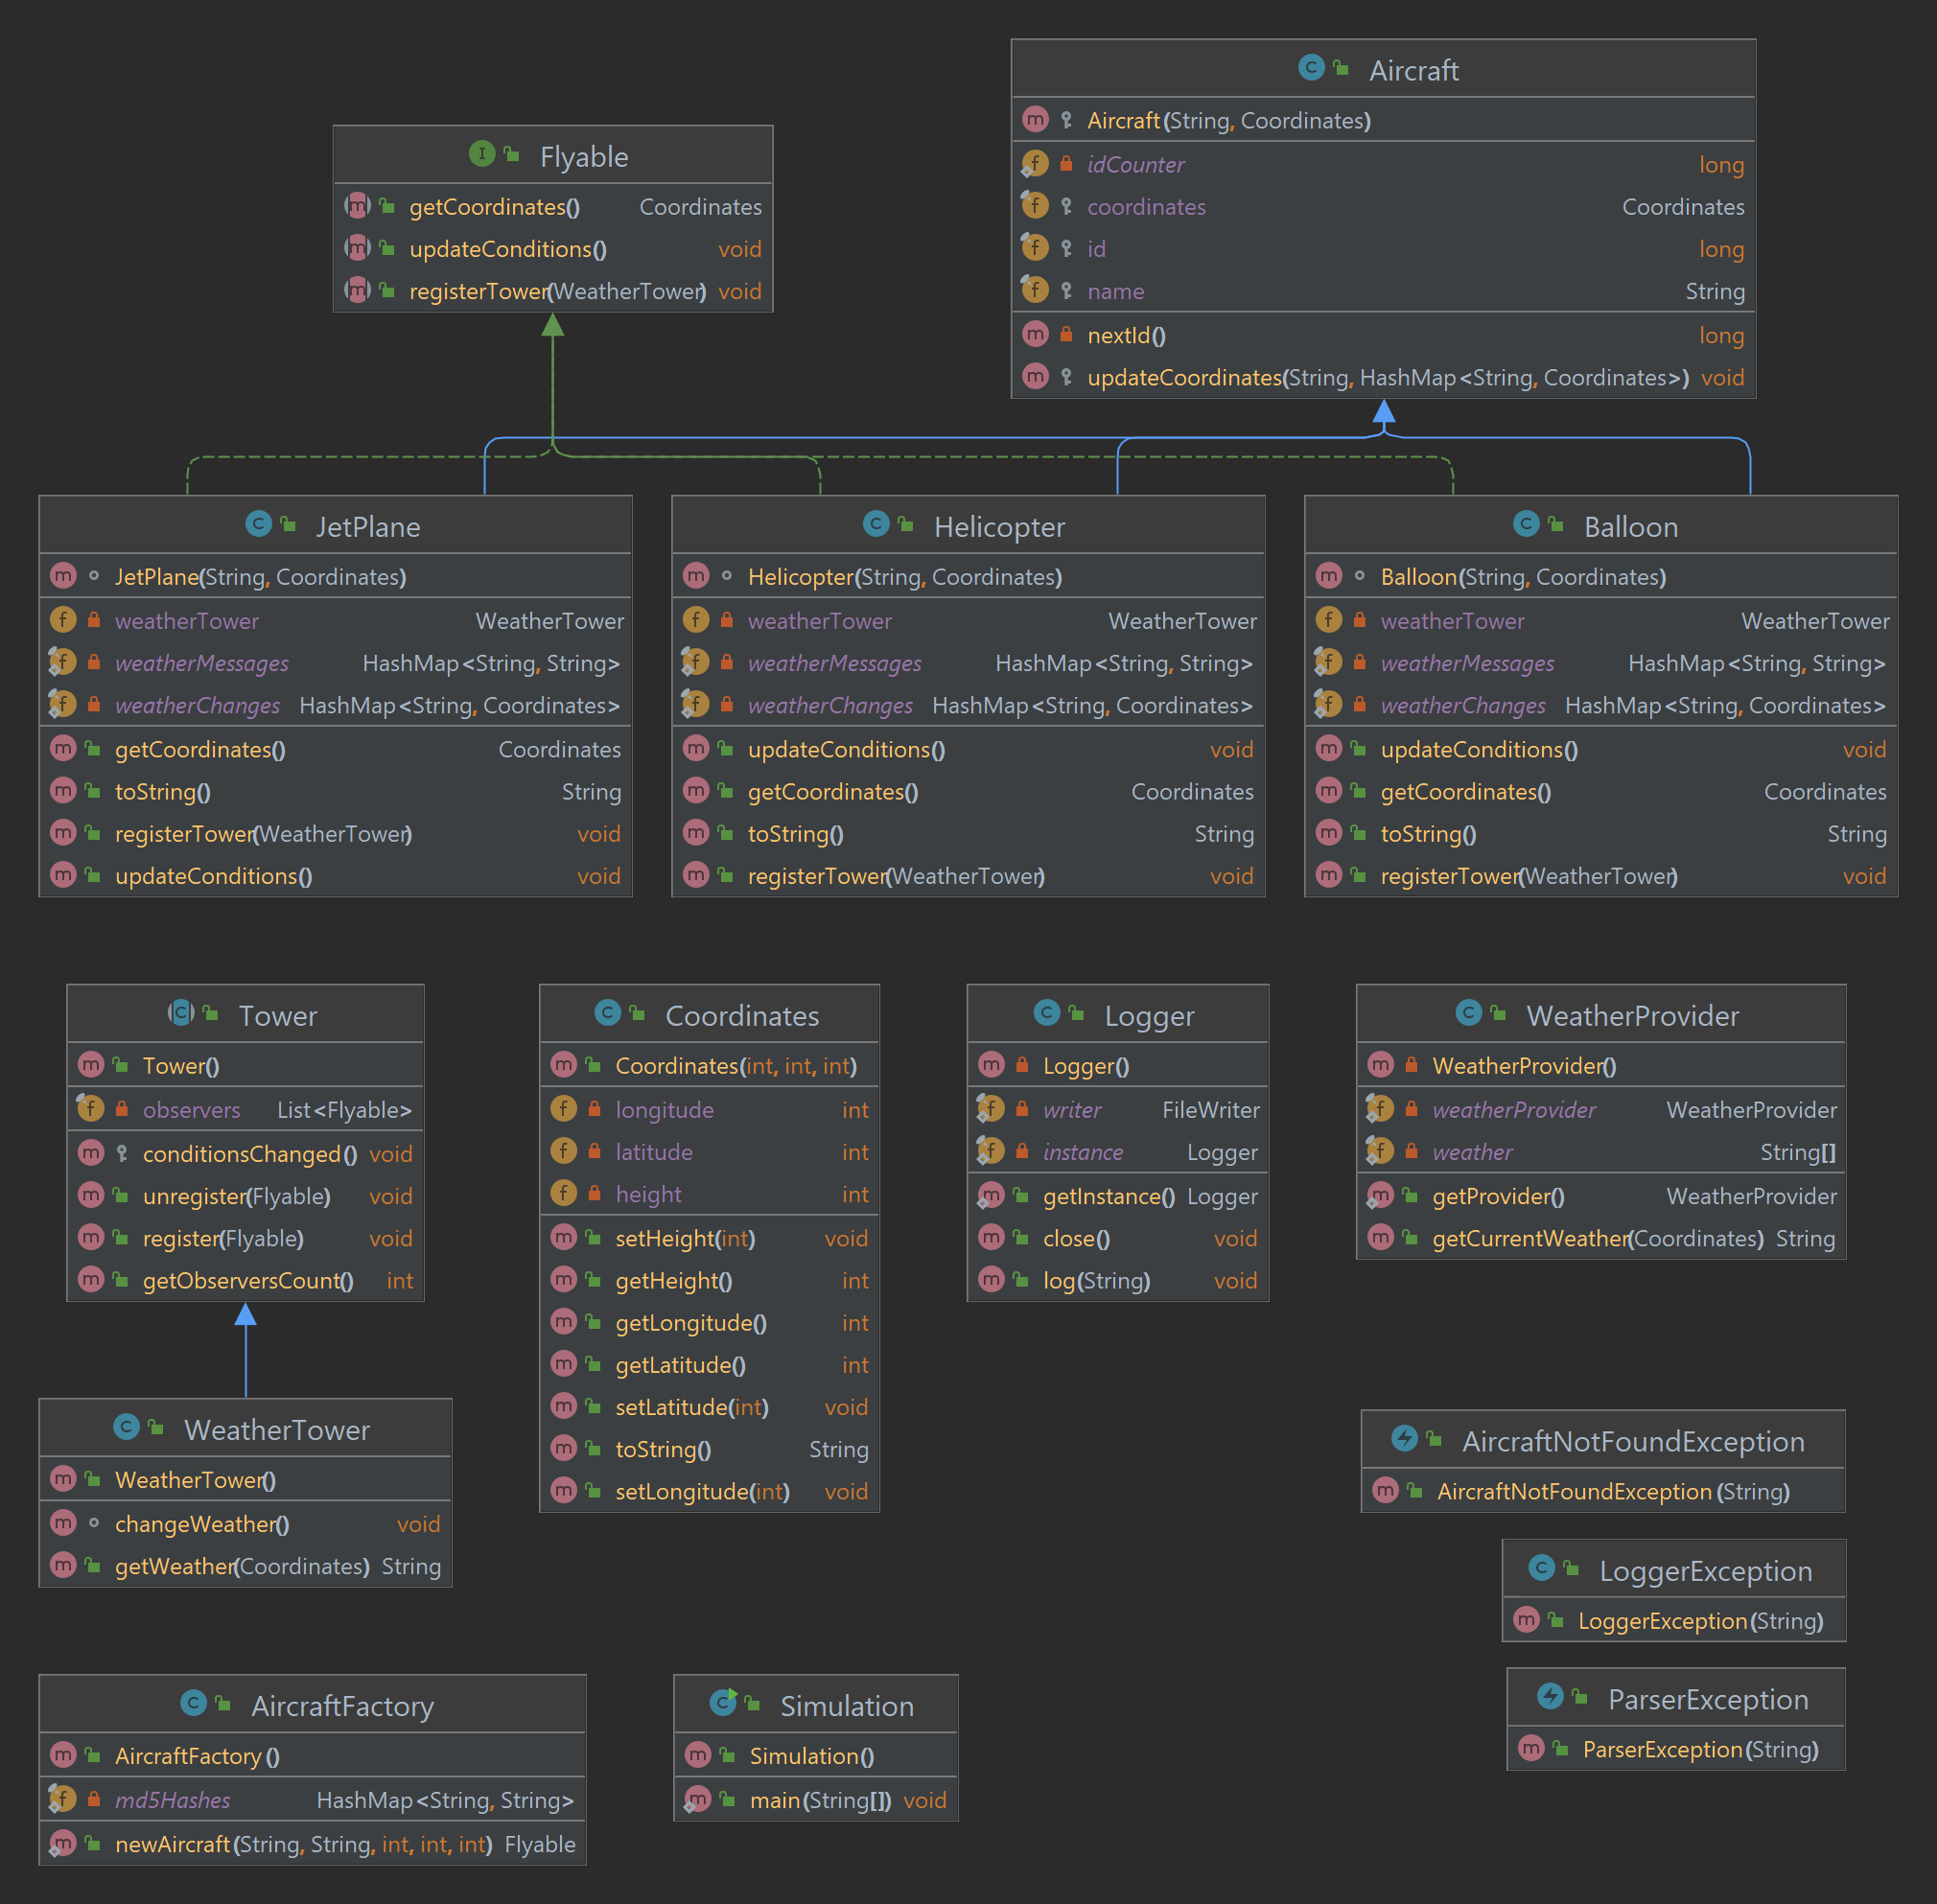 Aircraft
Aircraft(String, Coordinates)
idCounter long
coordinates Coordinates
id long
name String
nextId() long
updateCoordinates(String, HashMap<String, Coordinates>) void
Flyable
getCoordinates() Coordinates
updateConditions() void
registerTower(WeatherTower) void
JetPlane
JetPlane(String, Coordinates)
weatherTower WeatherTower
weatherMessages HashMap<String, String>
weatherChanges HashMap<String, Coordinates>
getCoordinates() Coordinates
toString() String
registerTower(WeatherTower) void
updateConditions() void
Helicopter
Helicopter(String, Coordinates)
weatherTower WeatherTower
weatherMessages HashMap<String, String>
weatherChanges HashMap<String, Coordinates>
updateConditions() void
getCoordinates() Coordinates
toString() String
registerTower(WeatherTower) void
Balloon
Balloon(String, Coordinates)
weatherTower WeatherTower
weatherMessages HashMap<String, String>
weatherChanges HashMap<String, Coordinates>
updateConditions() void
getCoordinates() Coordinates
toString() String
registerTower(WeatherTower) void
Tower
Tower()
observers List<Flyable>
conditionsChanged() void
unregister(Flyable) void
register(Flyable) void
getObserversCount() int
Coordinates
Coordinates(int, int, int)
longitude int
latitude int
height int
setHeight(int) void
getHeight() int
getLongitude() int
getLatitude() int
setLatitude(int) void
toString() String
setLongitude(int) void
Logger
Logger()
writer FileWriter
instance Logger
getInstance() Logger
close() void
log(String) void
WeatherProvider
WeatherProvider()
weatherProvider WeatherProvider
weather String[]
getProvider() WeatherProvider
getCurrentWeather(Coordinates) String
WeatherTower
WeatherTower()
changeWeather() void
getWeather(Coordinates) String
AircraftNotFoundException
AircraftNotFoundException(String)
LoggerException
LoggerException(String)
ParserException
ParserException(String)
AircraftFactory
AircraftFactory()
md5Hashes HashMap<String, String>
newAircraft(String, String, int, int, int) Flyable
Simulation
Simulation()
main(String[]) void